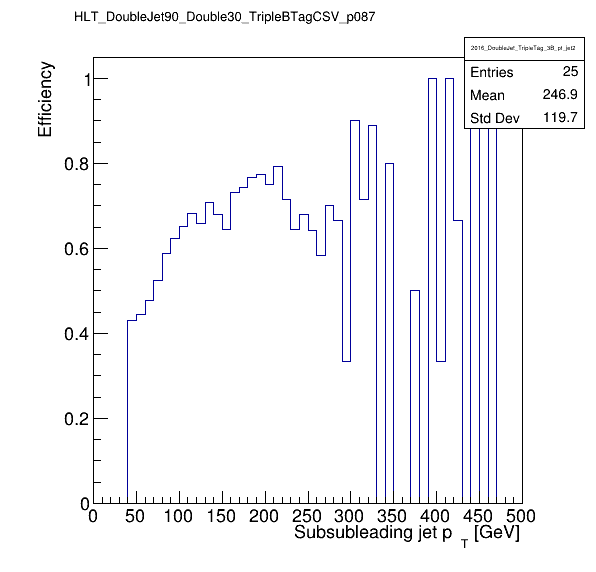 HLT_DoubleJet90_Double30_TripleBTagCSV_p087
2016_DoubleJet_TripleTag_3B_pt_jet2
Entries 25
Mean 246.9
Std Dev 119.7
Efficiency
1
0.8
0.6
0.4
0.2
0
0 50 100 150 200 250 300 350 400 450 500
Subsubleading jet p T [GeV]